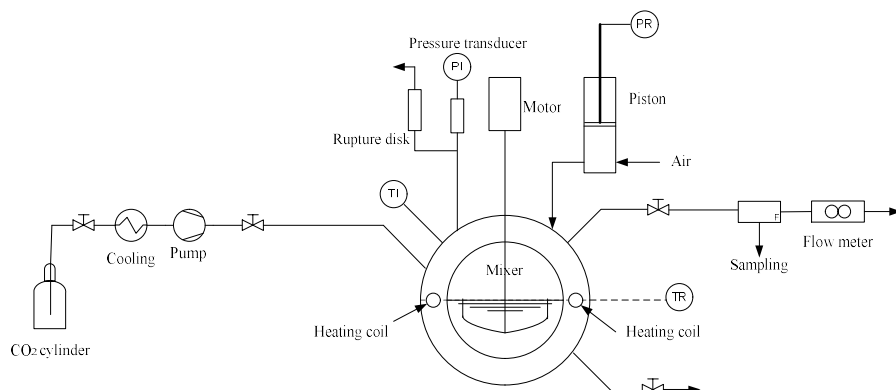 PR
Pressure transducer
PI
Motor
Piston
Rupture disk
Air
TI
F
Cooling
Pump
Mixer
Sampling
Flow meter
TR
Heating coil
Heating coil
CO2 cylinder